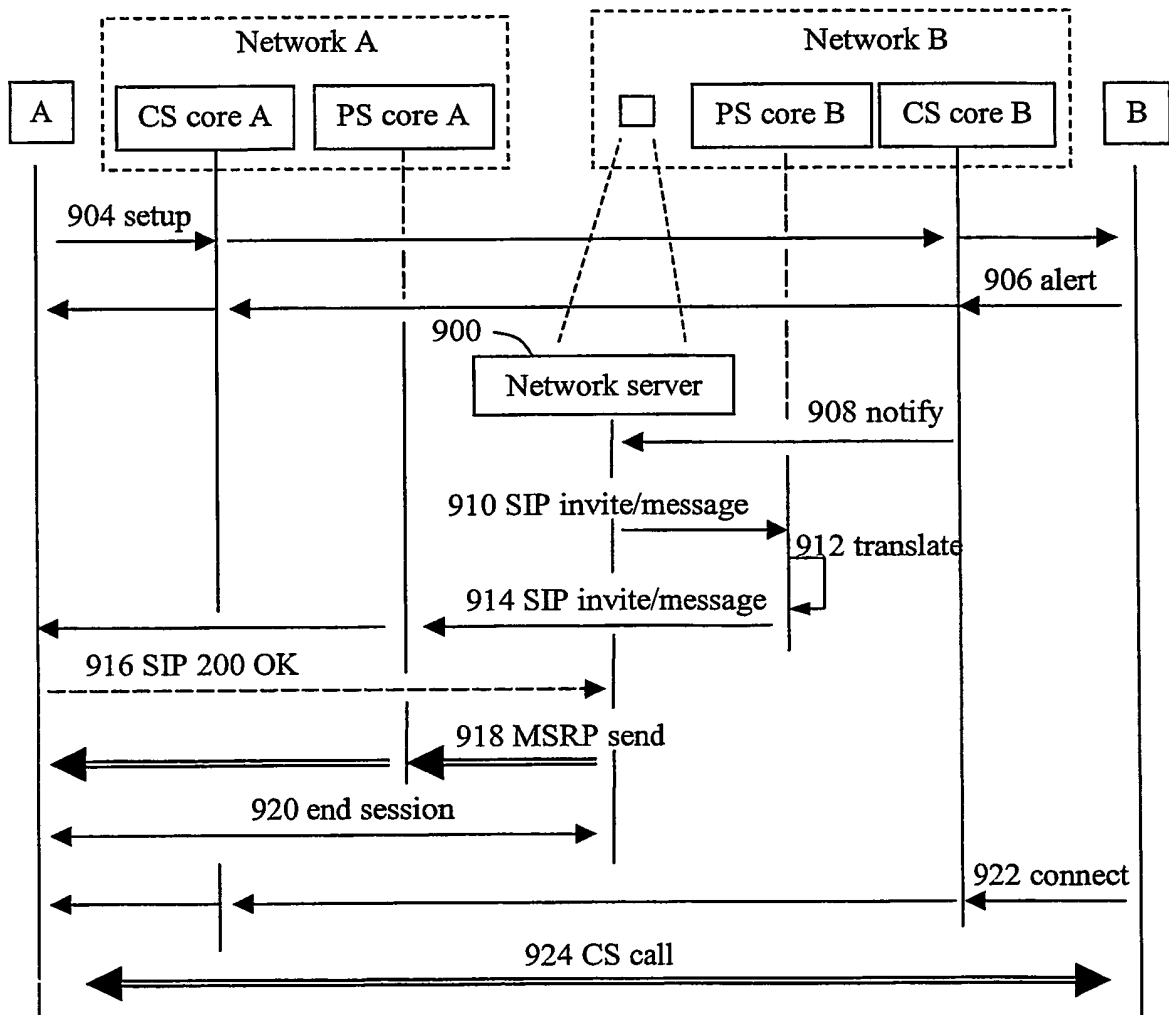 Network A
Network B
A
CS core A
PS core A
PS core B
CS core B
B
904 setup
906 alert
900
Network server
908 notify
910 SIP invite/message
912 translate
914 SIP invite/message
916 SIP 200 OK
918 MSRP send
920 end session
922 connect
924 CS call